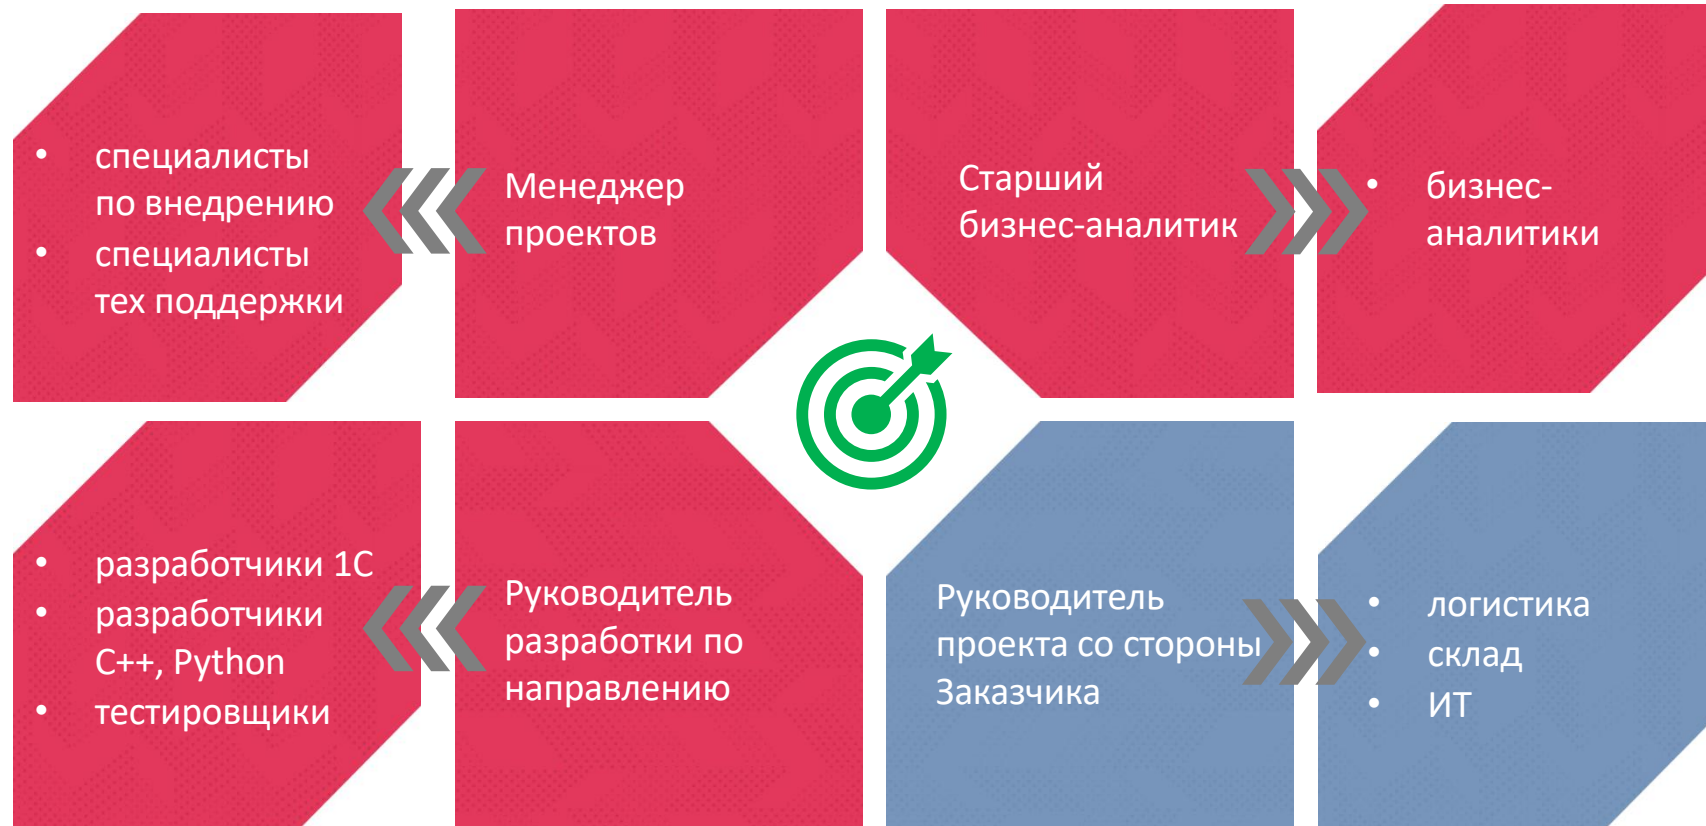 • специалисты
по внедрению
• специалисты
тех поддержки
Менеджер
проектов
Старший
бизнес-аналитик
• бизнес-
аналитики
• разработчики 1С
• разработчики
C++, Python
• тестировщики
Руководитель
разработки по
направлению
Руководитель
проекта со стороны
Заказчика
• логистика
• склад
• ИТ